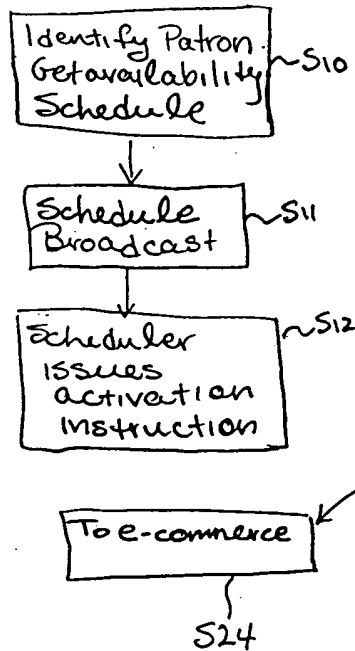 Identify Patron
Get availability
Schedule
S10
Schedule
Broadcast
S11
Scheduler
issues
activation
instruction
S12
To e-commerce
S24